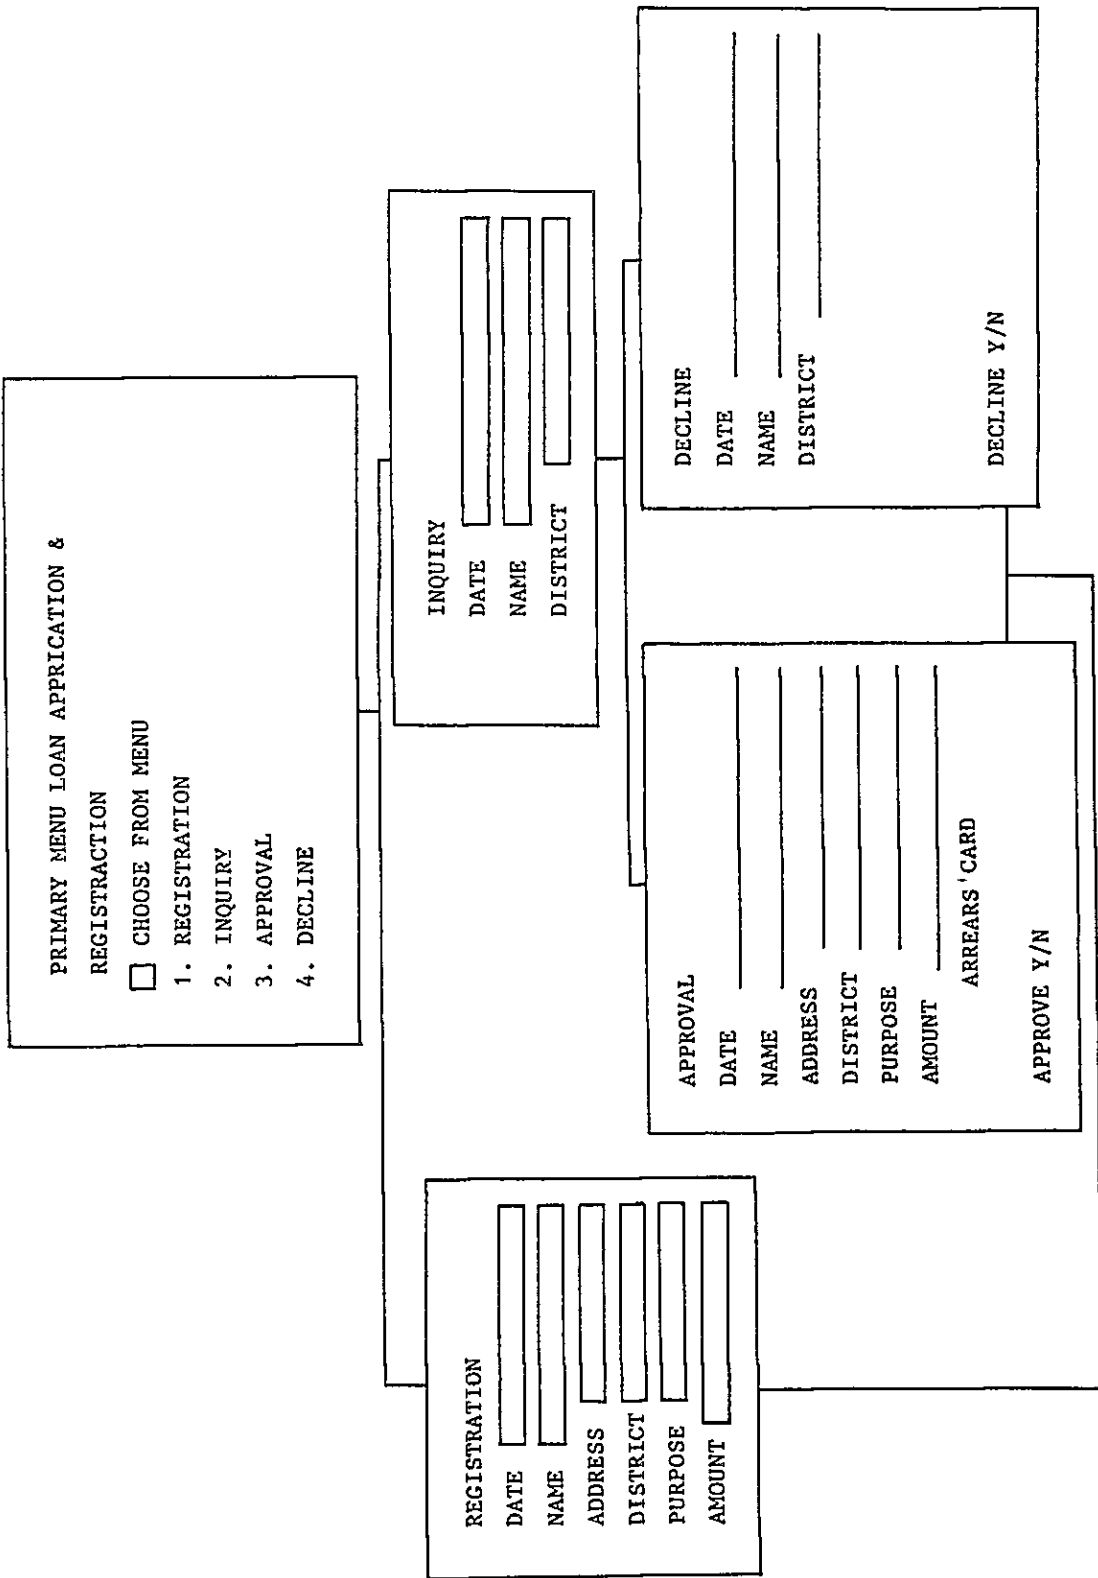 PRIMARY MENU LOAN APPRICATION &
REGISTRACTION
CHOOSE FROM MENU
1. REGISTRATION
2. INQUIRY
3. APPROVAL
4. DECLINE
REGISTRATION
DATE
NAME
ADDRESS
DISTRICT
PURPOSE
AMOUNT
INQUIRY
DATE
NAME
DISTRICT
APPROVAL
DATE
NAME
ADDRESS
DISTRICT
PURPOSE
AMOUNT
ARREARS'CARD
APPROVE Y/N
DECLINE
DATE
NAME
DISTRICT
DECLINE Y/N